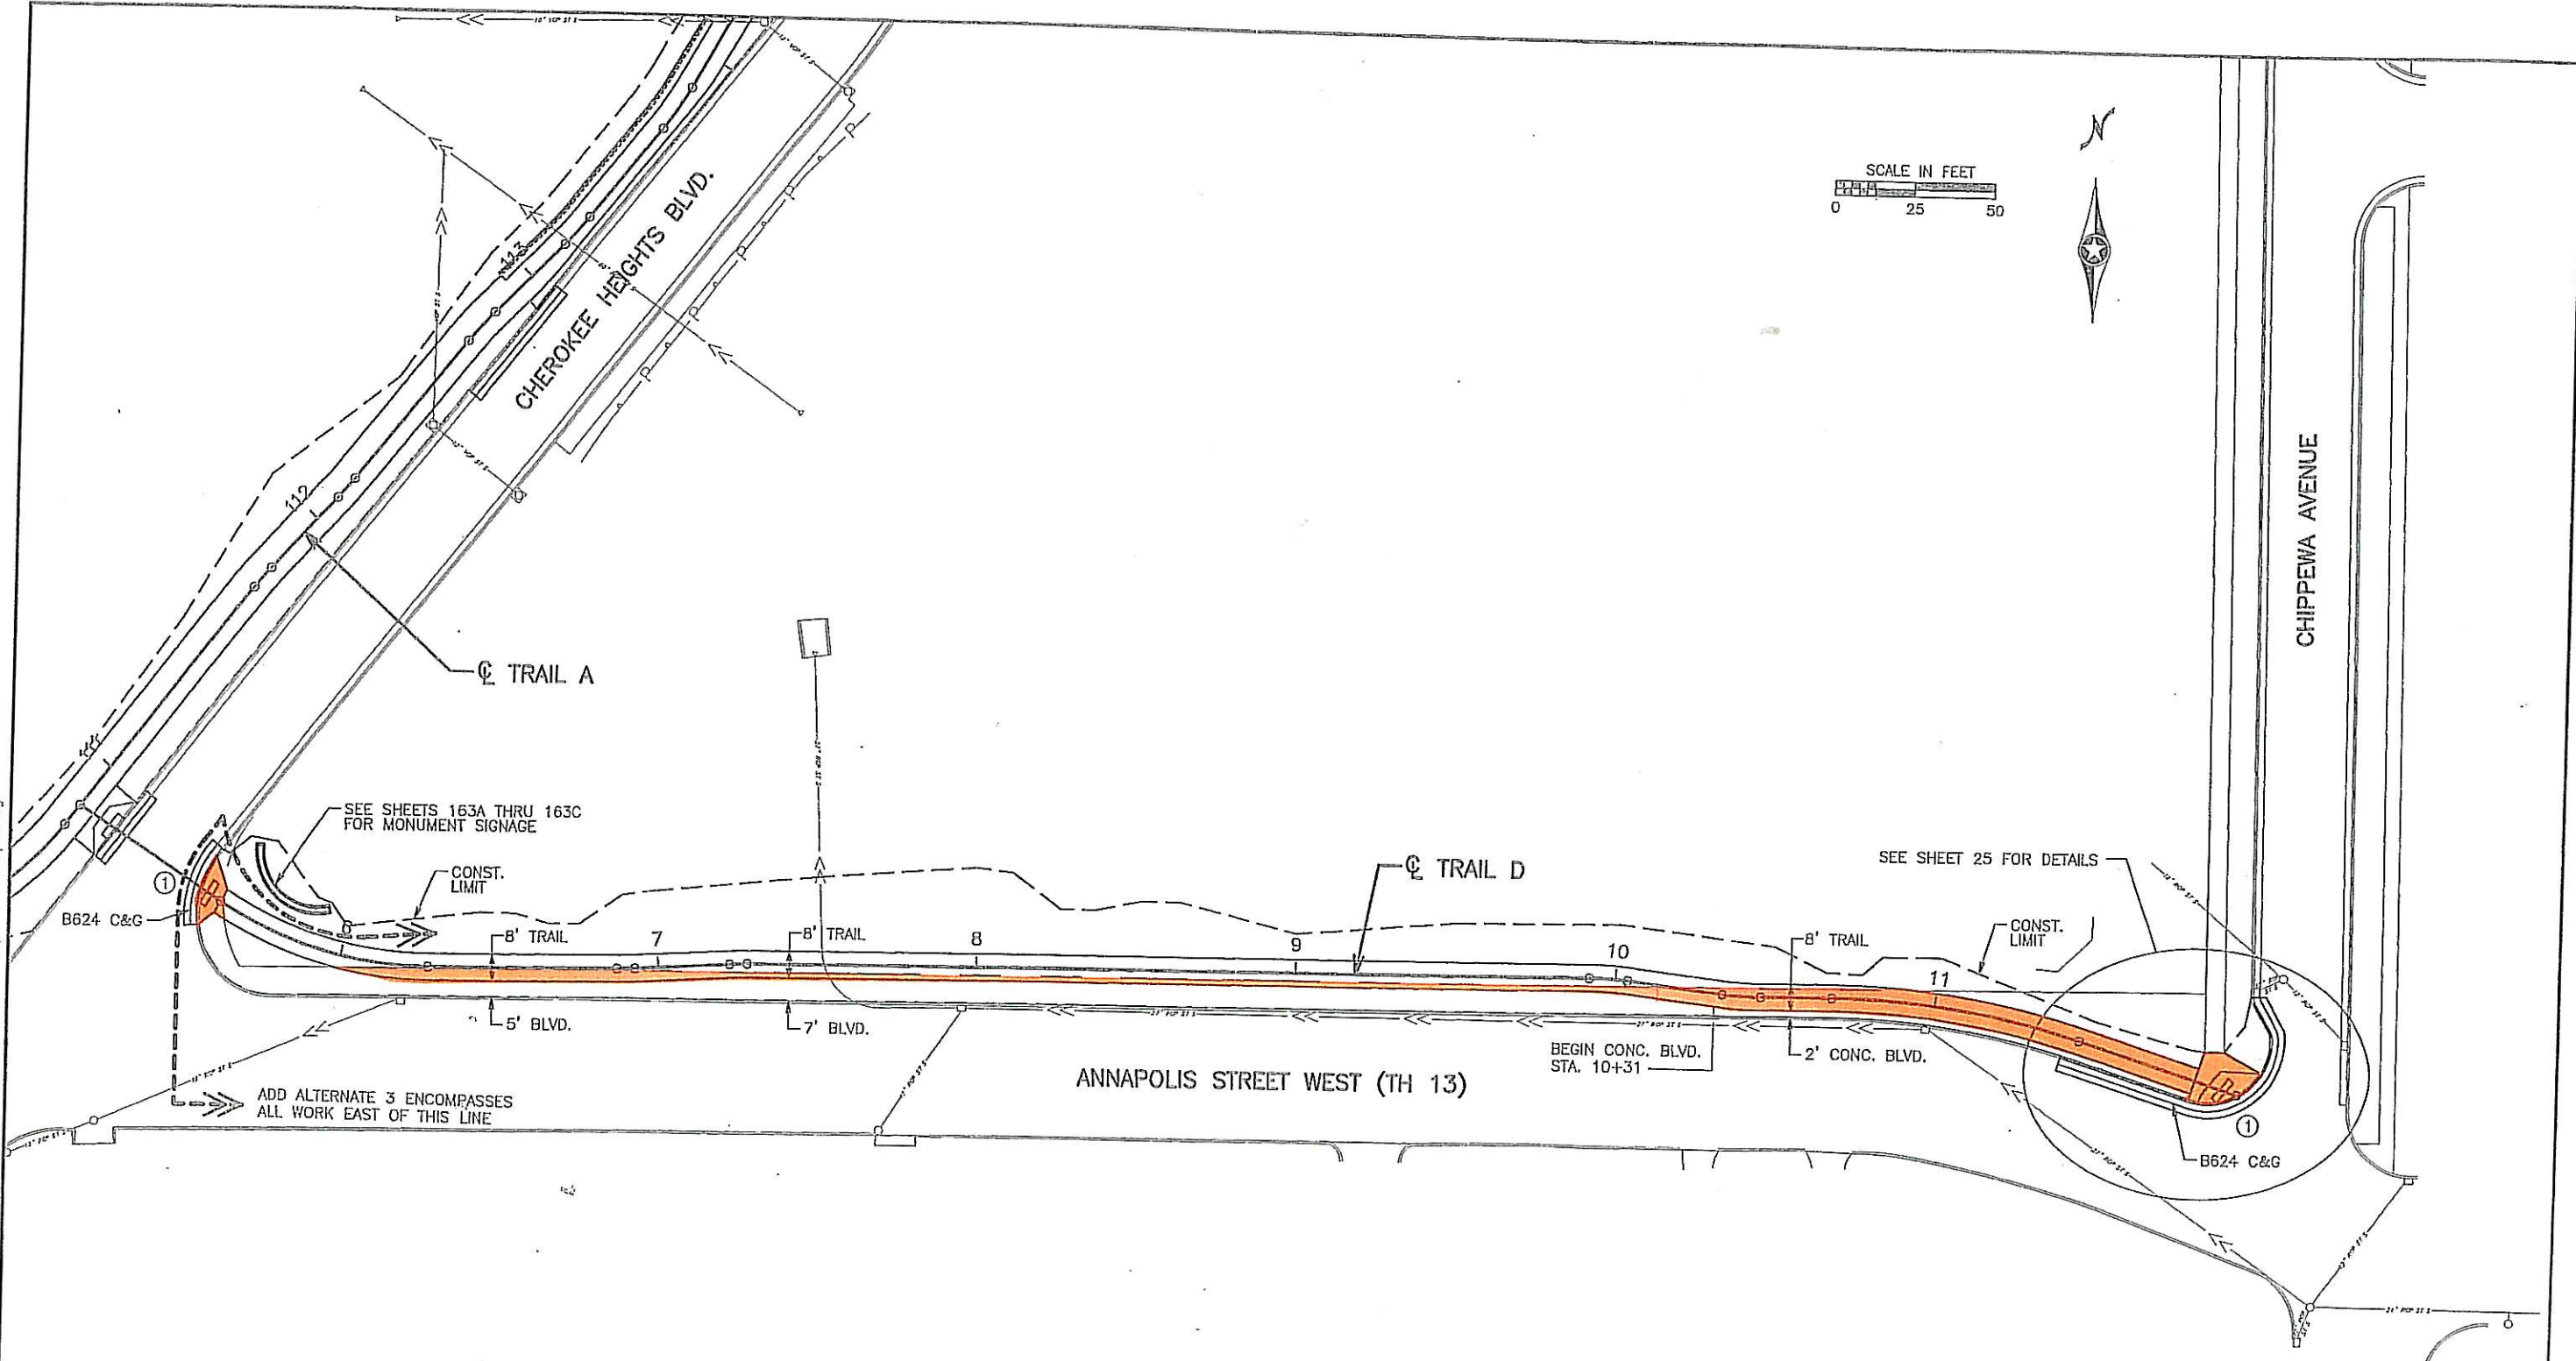 N
SCALE IN FEET
0 25 50
CHEROKEE HEIGHTS BLVD.
113
112
P
P
P
P
P
CHIPPEWA AVENUE
℄ TRAIL A
SEE SHEETS 163A THRU 163C
FOR MONUMENT SIGNAGE
CONST.
LIMIT
℄ TRAIL D
SEE SHEET 25 FOR DETAILS
1
B624 C&G
8' TRAIL
7
8' TRAIL
8
9
10
8' TRAIL
11
CONST.
LIMIT
5' BLVD.
7' BLVD.
BEGIN CONC. BLVD.
STA. 10+31
2' CONC. BLVD.
ANNAPOLIS STREET WEST (TH 13)
ADD ALTERNATE 3 ENCOMPASSES
ALL WORK EAST OF THIS LINE
1
B624 C&G